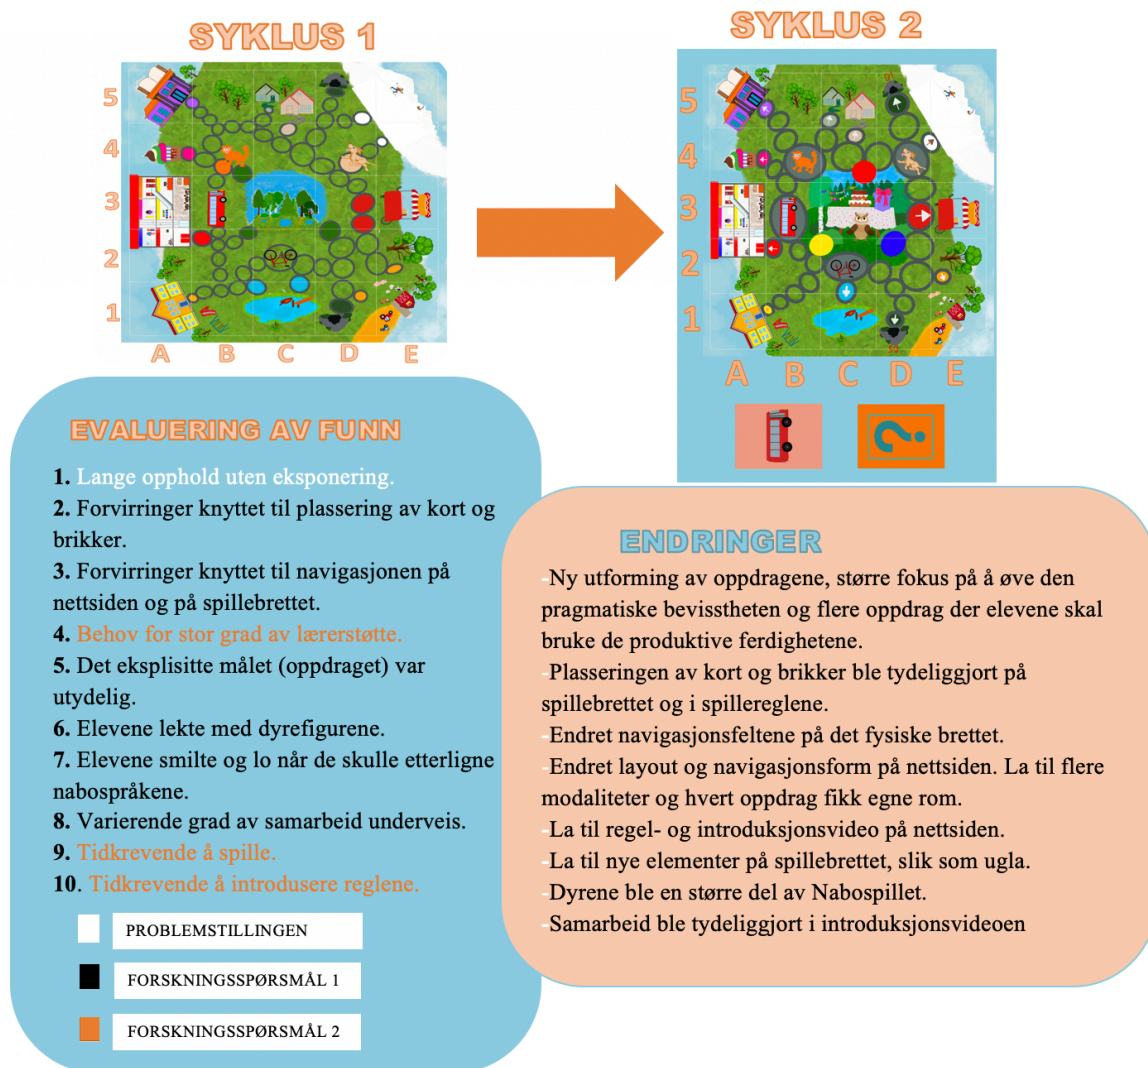 SYKLUS 1
SYKLUS 2
5
4
3
2
1
A B C D E
5
4
3
2
1
A B C D E
?
EVALUERING AV FUNN
1. Lange opphold uten eksponering.
2. Forvirringer knyttet til plassering av kort og
brikker.
3. Forvirringer knyttet til navigasjonen på
nettsiden og på spillebrettet.
4. Behov for stor grad av lærerstøtte.
5. Det eksplisitte målet (oppdraget) var
utydelig.
6. Elevene lekte med dyrefigurene.
7. Elevene smilte og lo når de skulle etterligne
nabospråkene.
8. Varierende grad av samarbeid underveis.
9. Tidkrevende å spille.
10. Tidkrevende å introdusere reglene.
PROBLEMSTILLINGEN
FORSKNINGSSPØRSMÅL 1
FORSKNINGSSPØRSMÅL 2
ENDRINGER
-Ny utforming av oppdragene, større fokus på å øve den
pragmatiske bevisstheten og flere oppdrag der elevene skal
bruke de produktive ferdighetene.
-Plasseringen av kort og brikker ble tydeliggjort på
spillebrettet og i spillereglene.
-Endret navigasjonsfeltene på det fysiske brettet.
-Endret layout og navigasjonsform på nettsiden. La til flere
modaliteter og hvert oppdrag fikk egne rom.
-La til regel- og introduksjonsvideo på nettsiden.
-La til nye elementer på spillebrettet, slik som ugla.
-Dyrene ble en større del av Nabospillet.
-Samarbeid ble tydeliggjort i introduksjonsvideoen